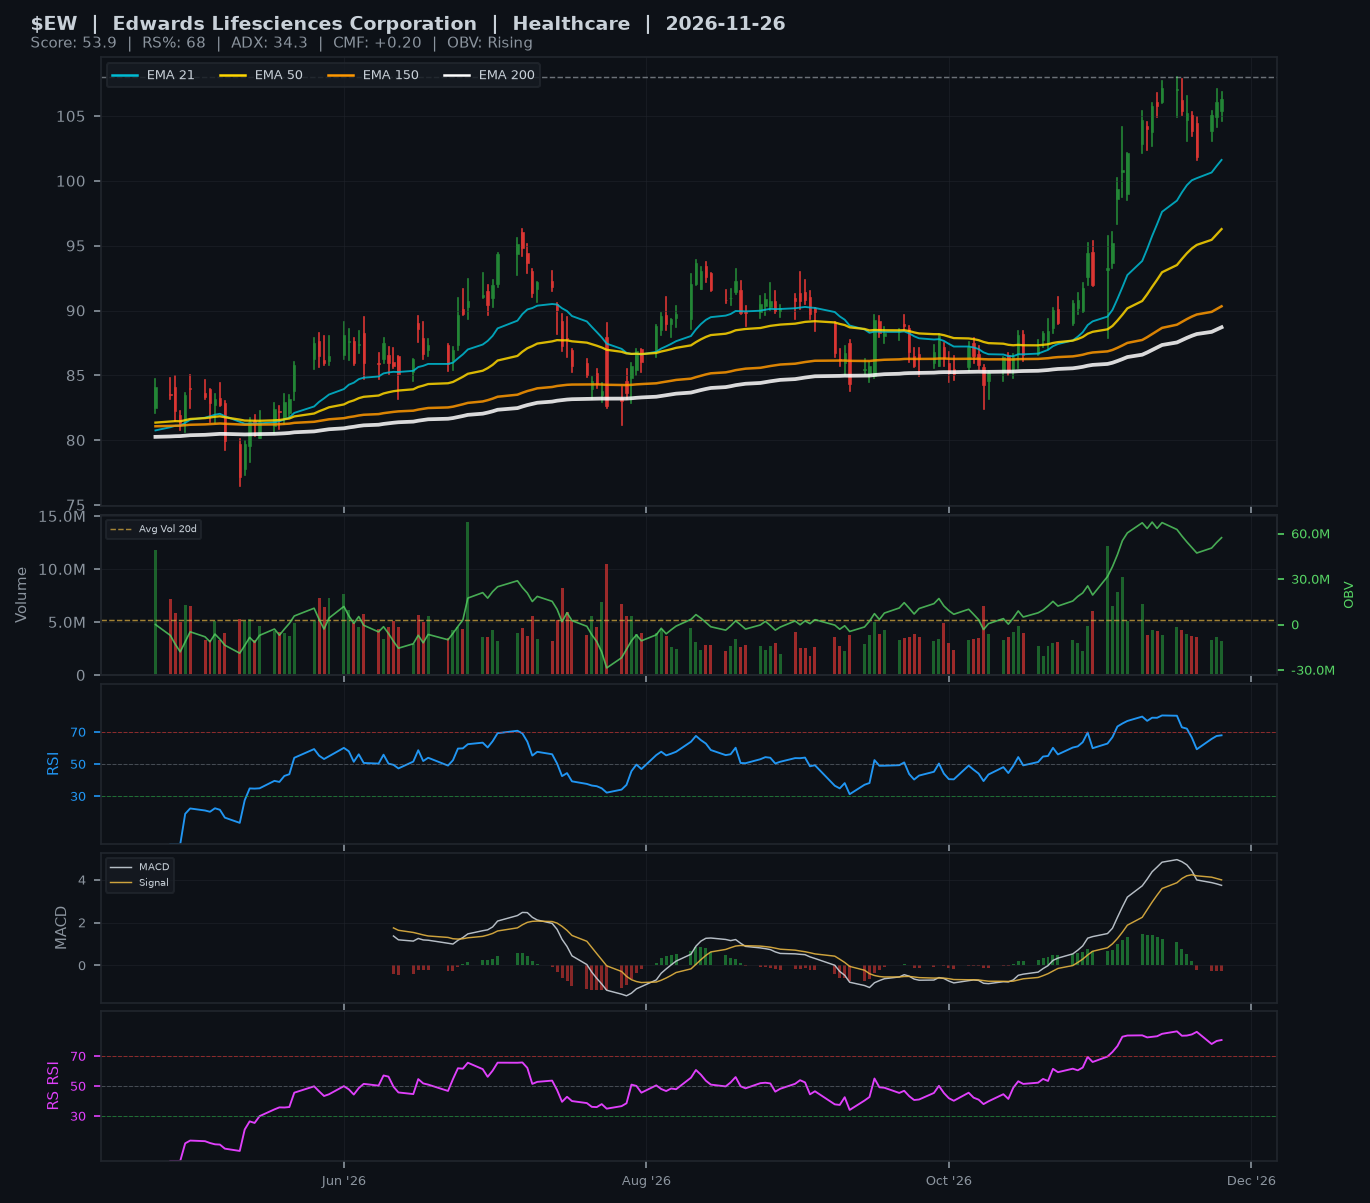 $EW | Edwards Lifesciences Corporation | Healthcare | 2026-11-26
Score: 53.9 | RS%: 68 | ADX: 34.3 | CMF: +0.20 | OBV: Rising
EMA 21 EMA 50 EMA 150 EMA 200
105
100
95
90
85
80
75
15.0M
10.0M
5.0M
0
Volume
Avg Vol 20d
60.0M
30.0M
0
-30.0M
OBV
70
50
30
RSI
MACD
Signal
4
2
0
MACD
70
50
30
RS RSI
Jun '26 Aug '26 Oct '26 Dec '26